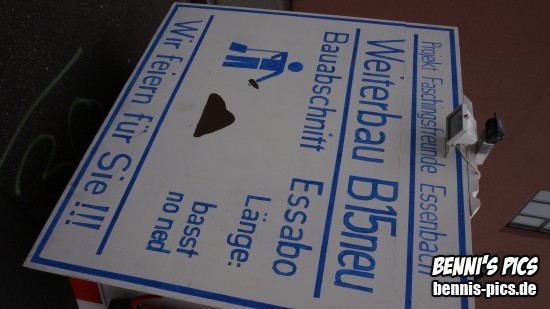 Projekt Faschingsfreunde Essenbach
Weiterbau B15neu
Bauabschnitt Essabo
Länge:
basst
no ned
Wir feiern für Sie !!!
BENNI'S PICS
bennis-pics.de